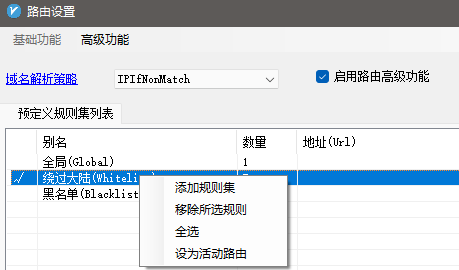 路由设置
基础功能 高级功能
域名解析策略 IPIfNonMatch 启用路由高级功能
预定义规则集列表
别名 数量 地址(Url)
全局(Global) 1
绕过大陆(Whiteli
黑名单(Blacklist
添加规则集
移除所选规则
全选
设为活动路由